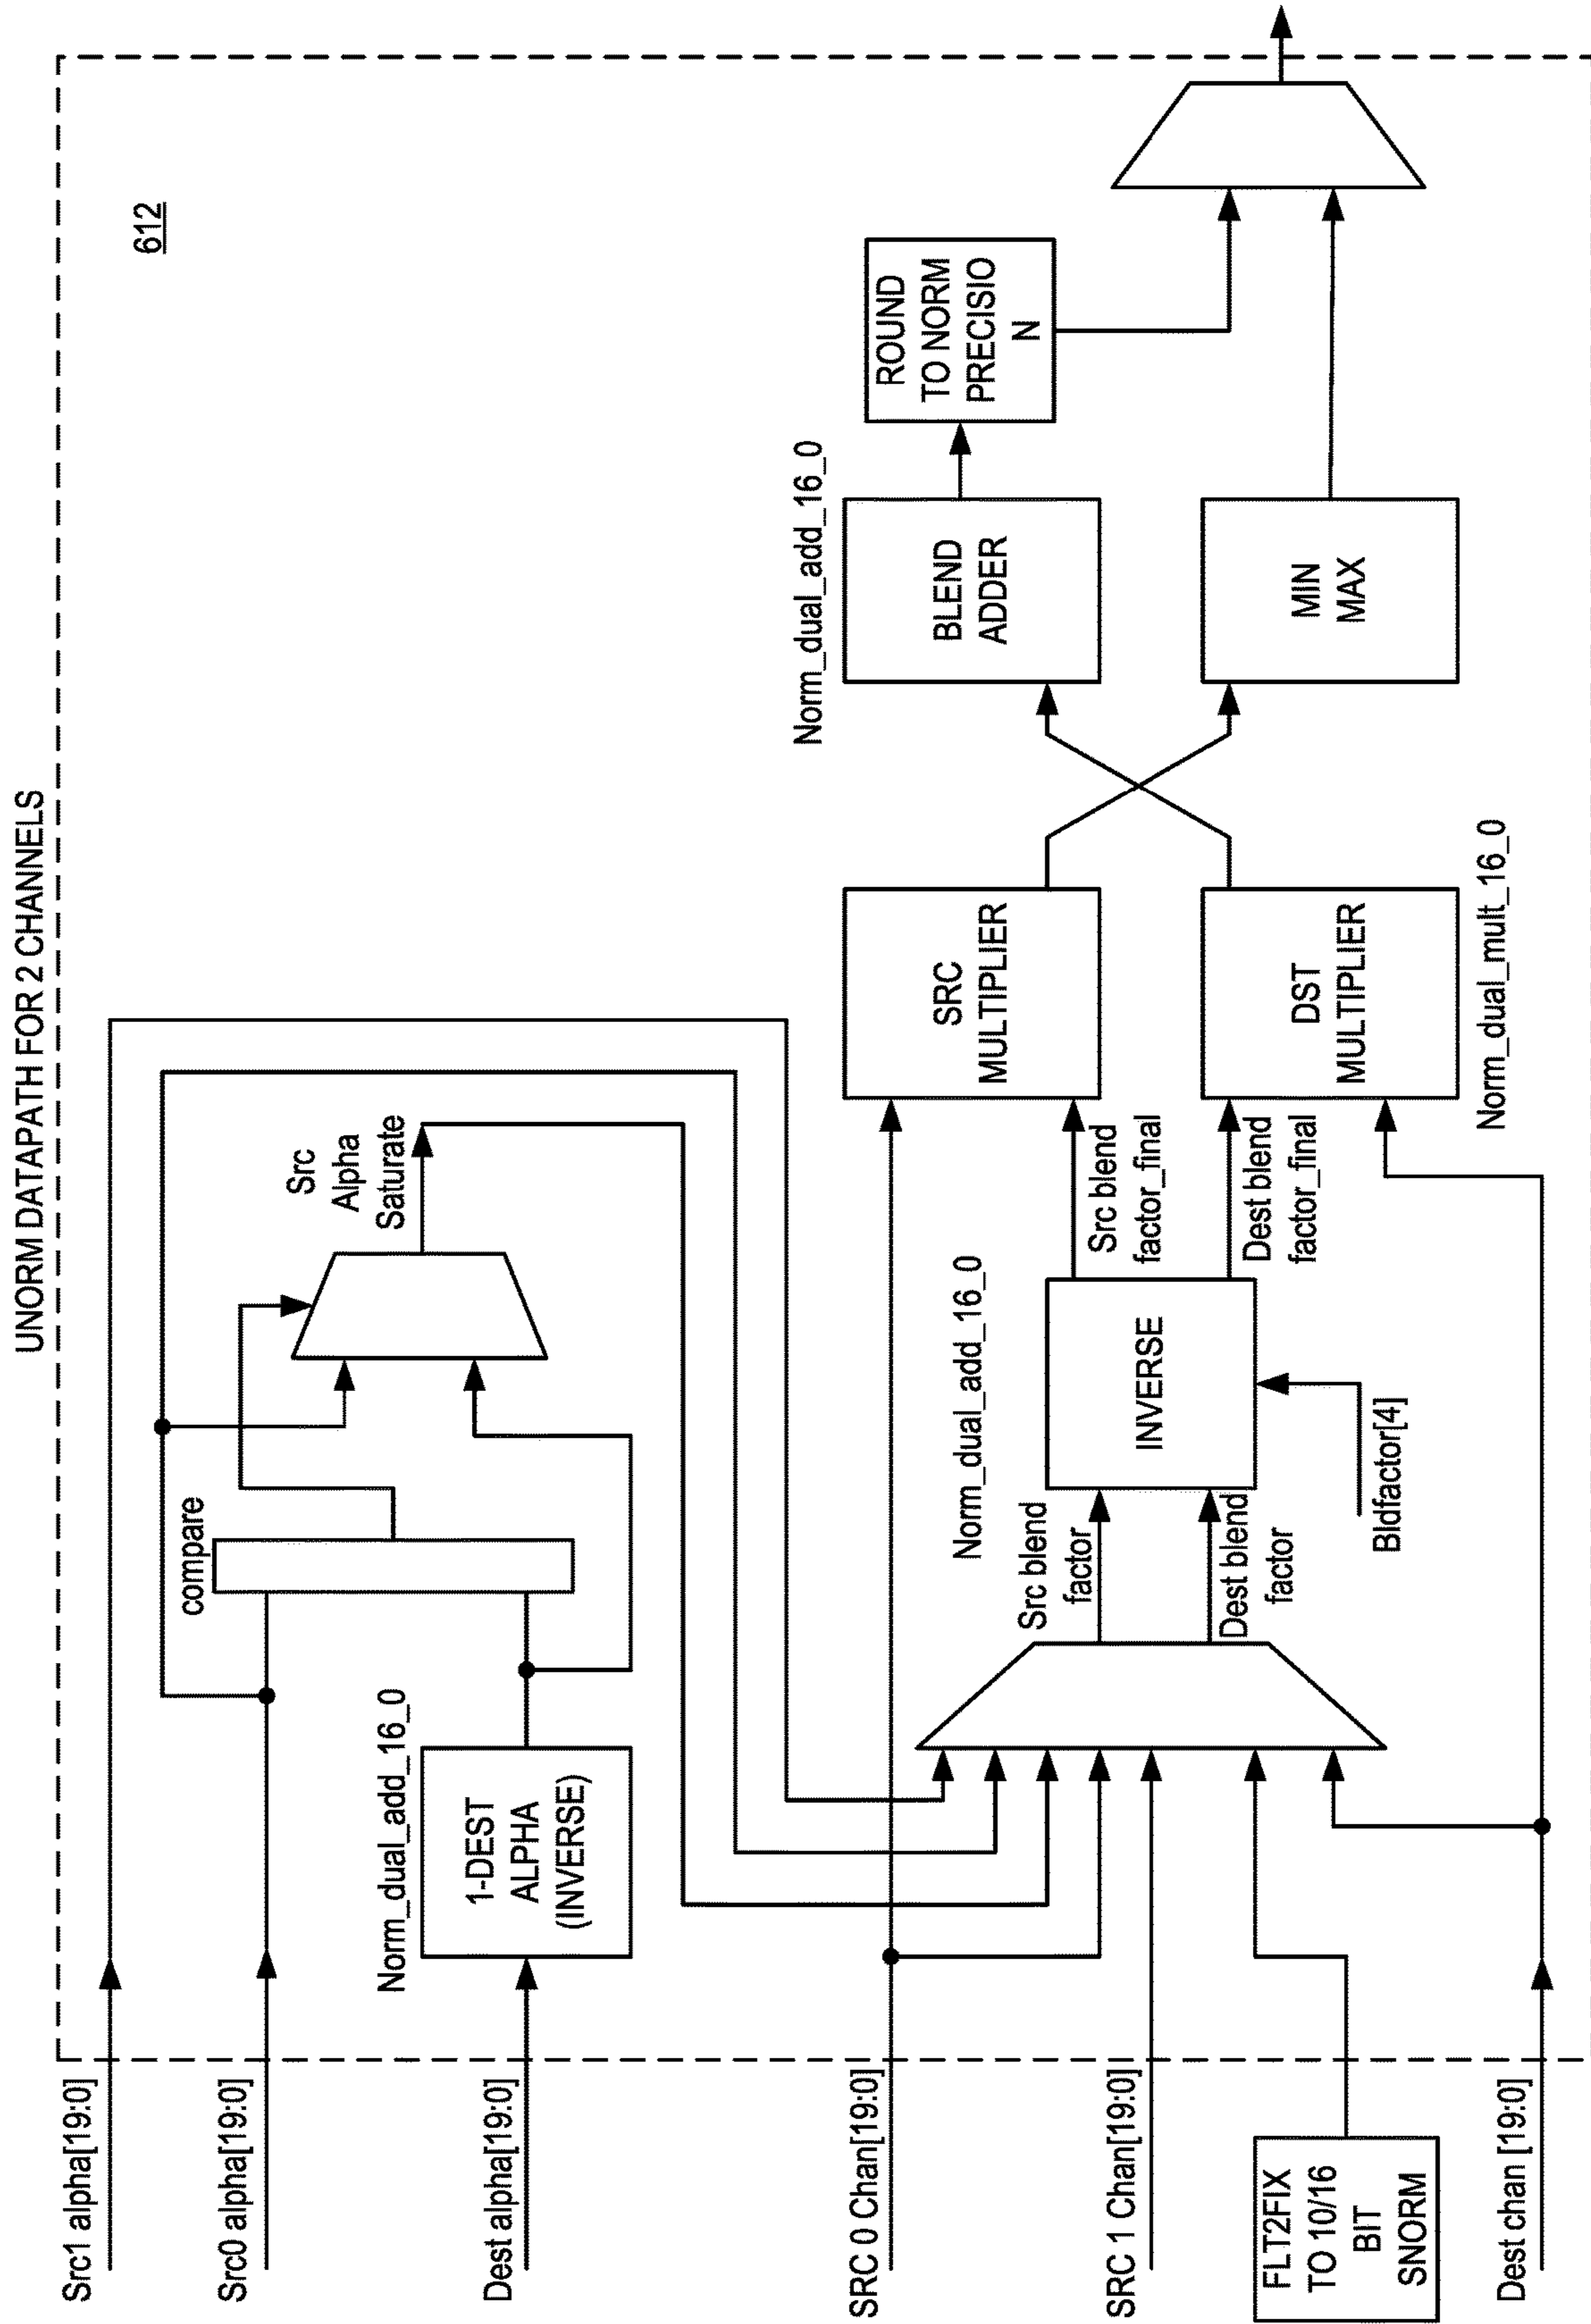 UNORM DATAPATH FOR 2 CHANNELS
612
Src1 alpha[19:0]
Src0 alpha[19:0]
Dest alpha[19:0]
SRC 0 Chan[19:0]
SRC 1 Chan[19:0]
FLT2FIX
TO 10/16
BIT
SNORM
Dest chan [19:0]
Norm_dual_add_16_0
1-DEST
ALPHA
(INVERSE)
compare
Src
Alpha
Saturate
Src blend
factor
Dest blend
factor
Norm_dual_add_16_0
INVERSE
Bldfactor[4]
Src blend
factor_final
Dest blend
factor_final
SRC
MULTIPLIER
DST
MULTIPLIER
Norm_dual_mult_16_0
Norm_dual_add_16_0
BLEND
ADDER
MIN
MAX
ROUND
TO NORM
PRECISIO
N